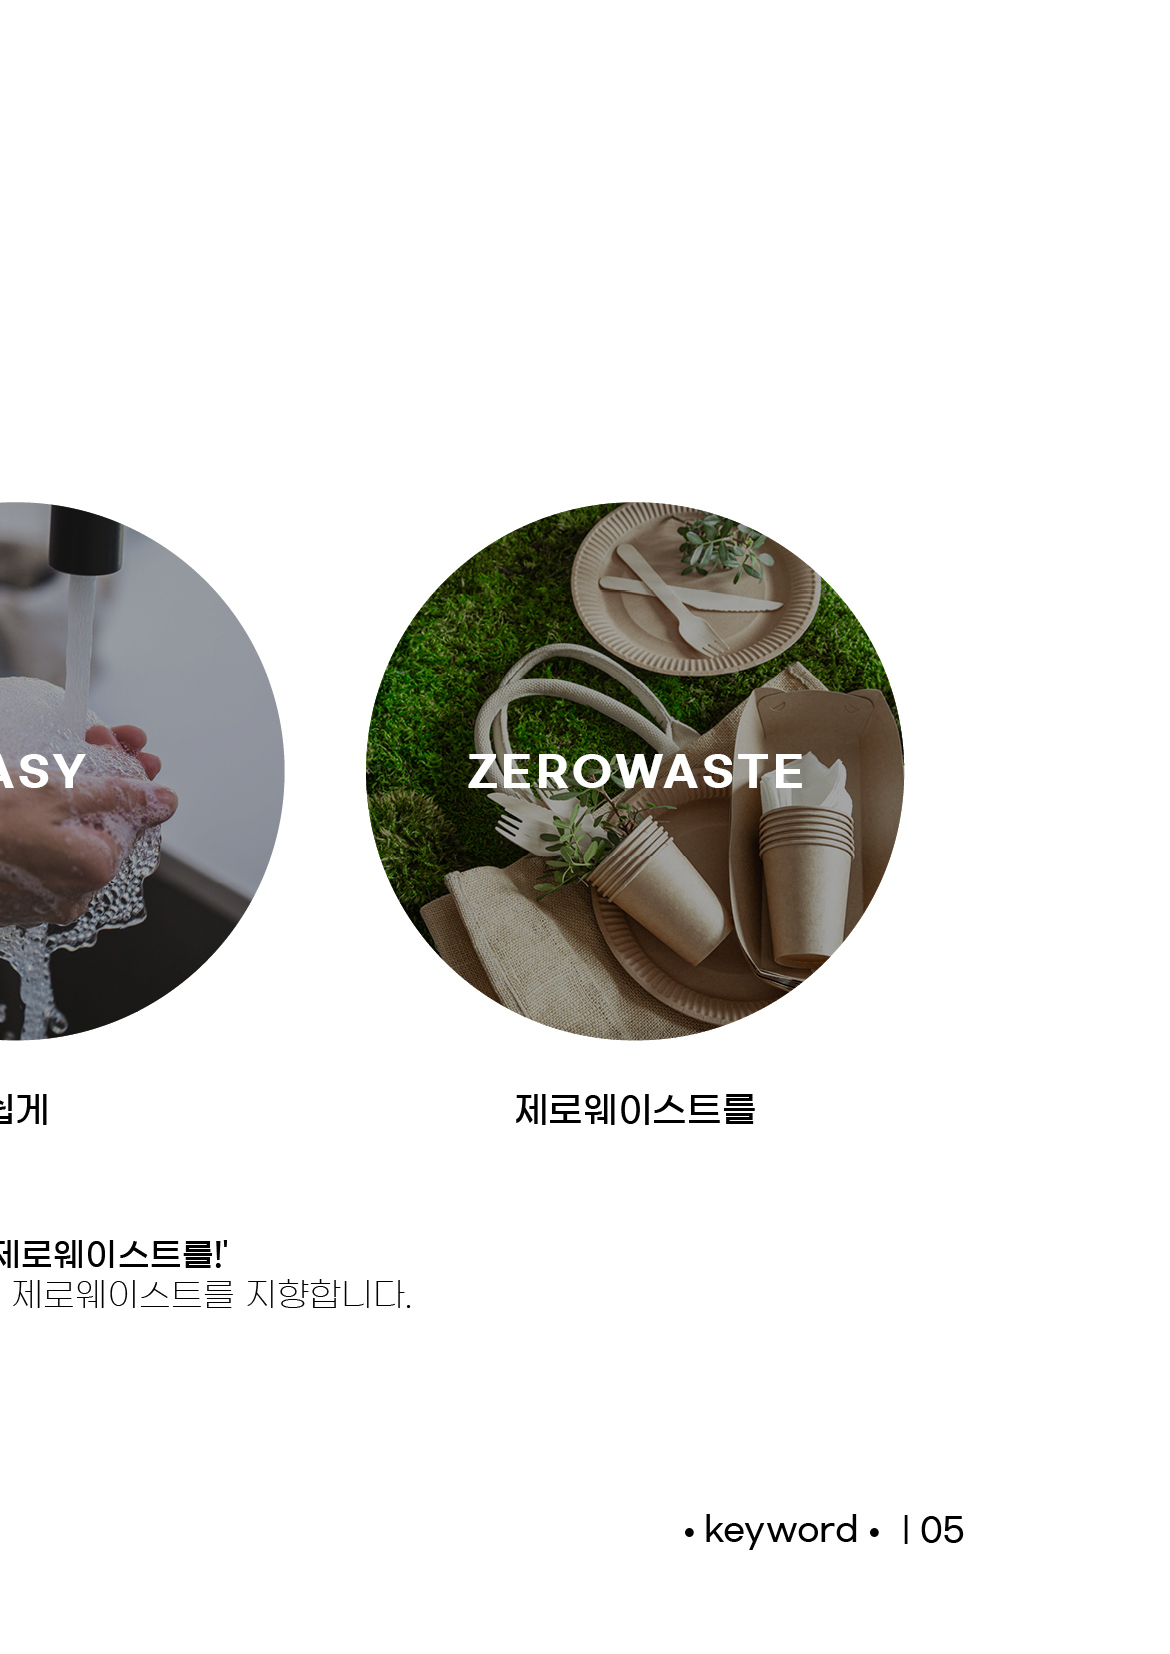 ASY
ZEROWASTE
쉽게
제로웨이스트를
제로웨이스트를!'
제로웨이스트를 지향합니다.
• keyword • | 05